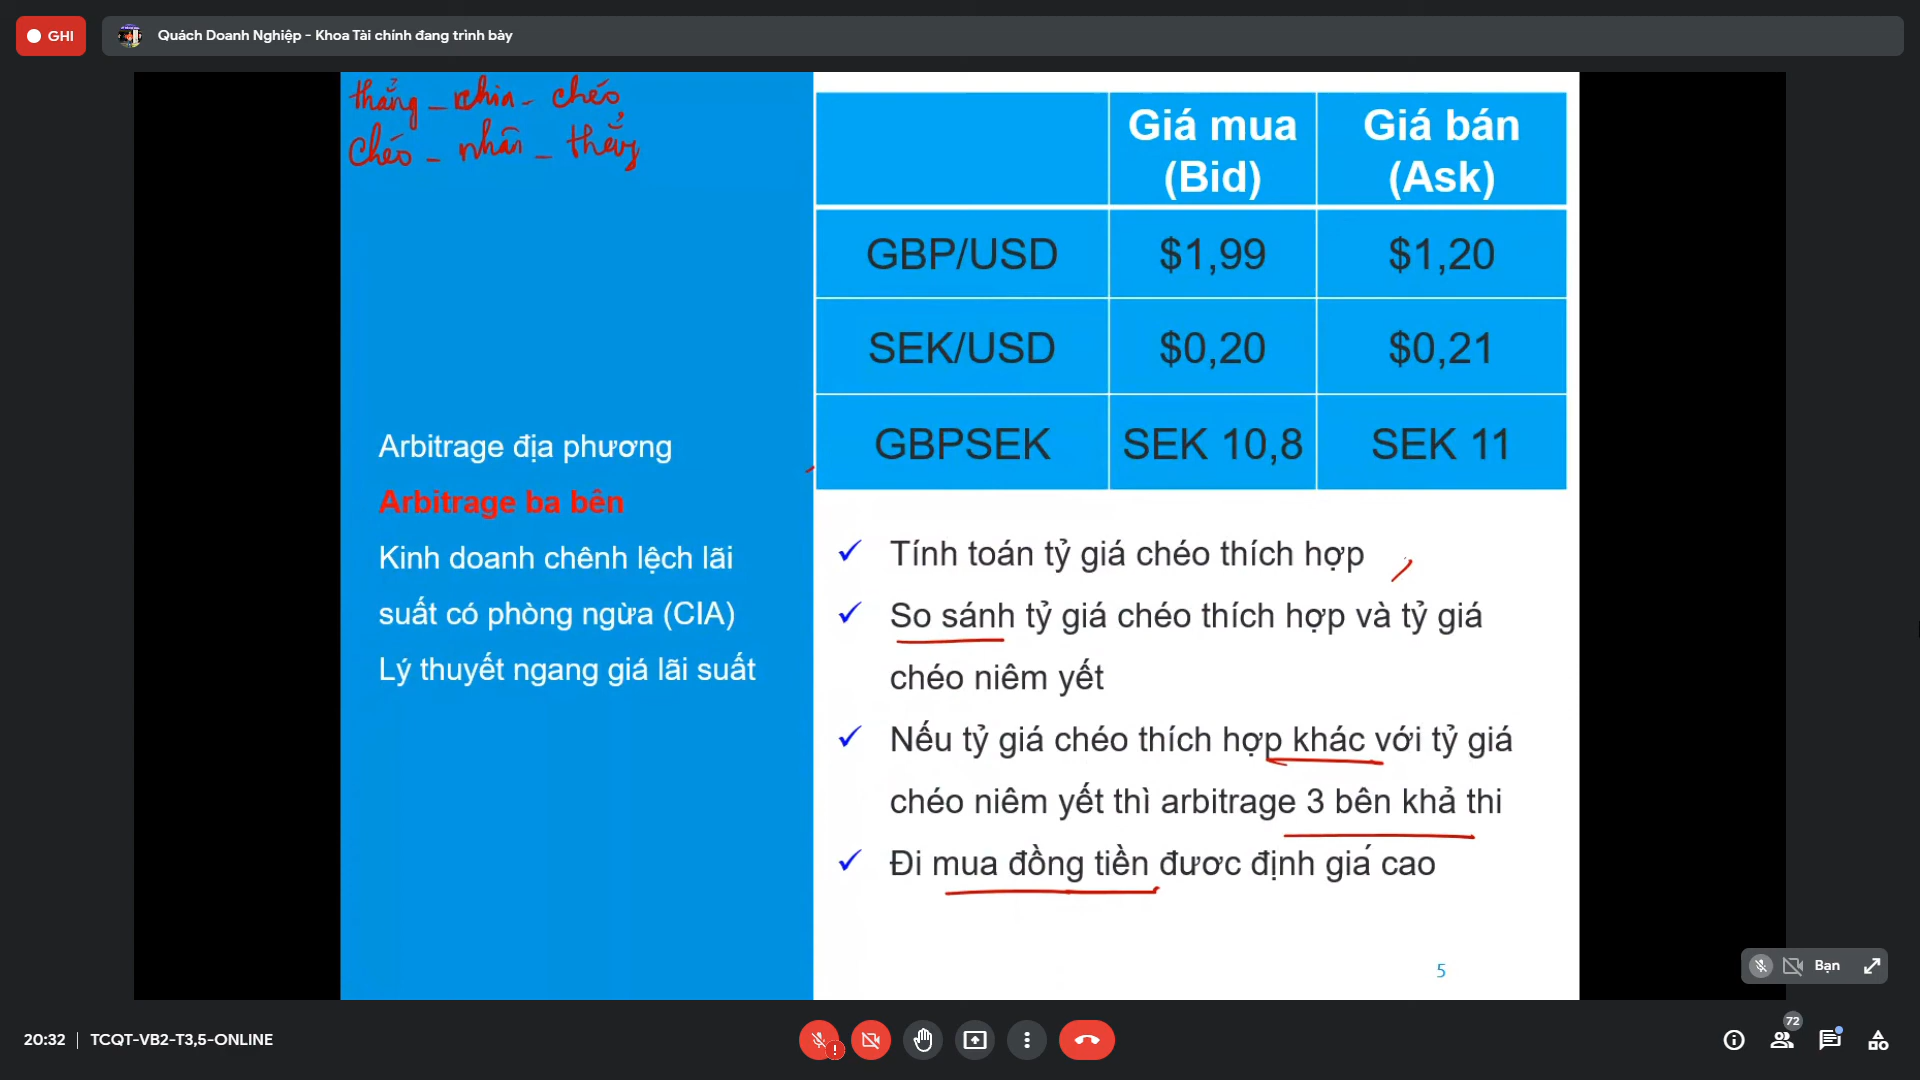 GHI
Quách Doanh Nghiệp - Khoa Tài chính đang trình bày
thẳng - chia - chéo
chéo - nhân - thẳng
Arbitrage địa phương
Arbitrage ba bên
Kinh doanh chênh lệch lãi
suất có phòng ngừa (CIA)
Lý thuyết ngang giá lãi suất
Giá mua (Bid) Giá bán (Ask)
GBP/USD $1,99 $1,20
SEK/USD $0,20 $0,21
GBPSEK SEK 10,8 SEK 11
✓ Tính toán tỷ giá chéo thích hợp
✓ So sánh tỷ giá chéo thích hợp và tỷ giá
chéo niêm yết
✓ Nếu tỷ giá chéo thích hợp khác với tỷ giá
chéo niêm yết thì arbitrage 3 bên khả thi
✓ Đi mua đồng tiền đươc định giá cao
5
Bạn
20:32 | TCQT-VB2-T3,5-ONLINE
72